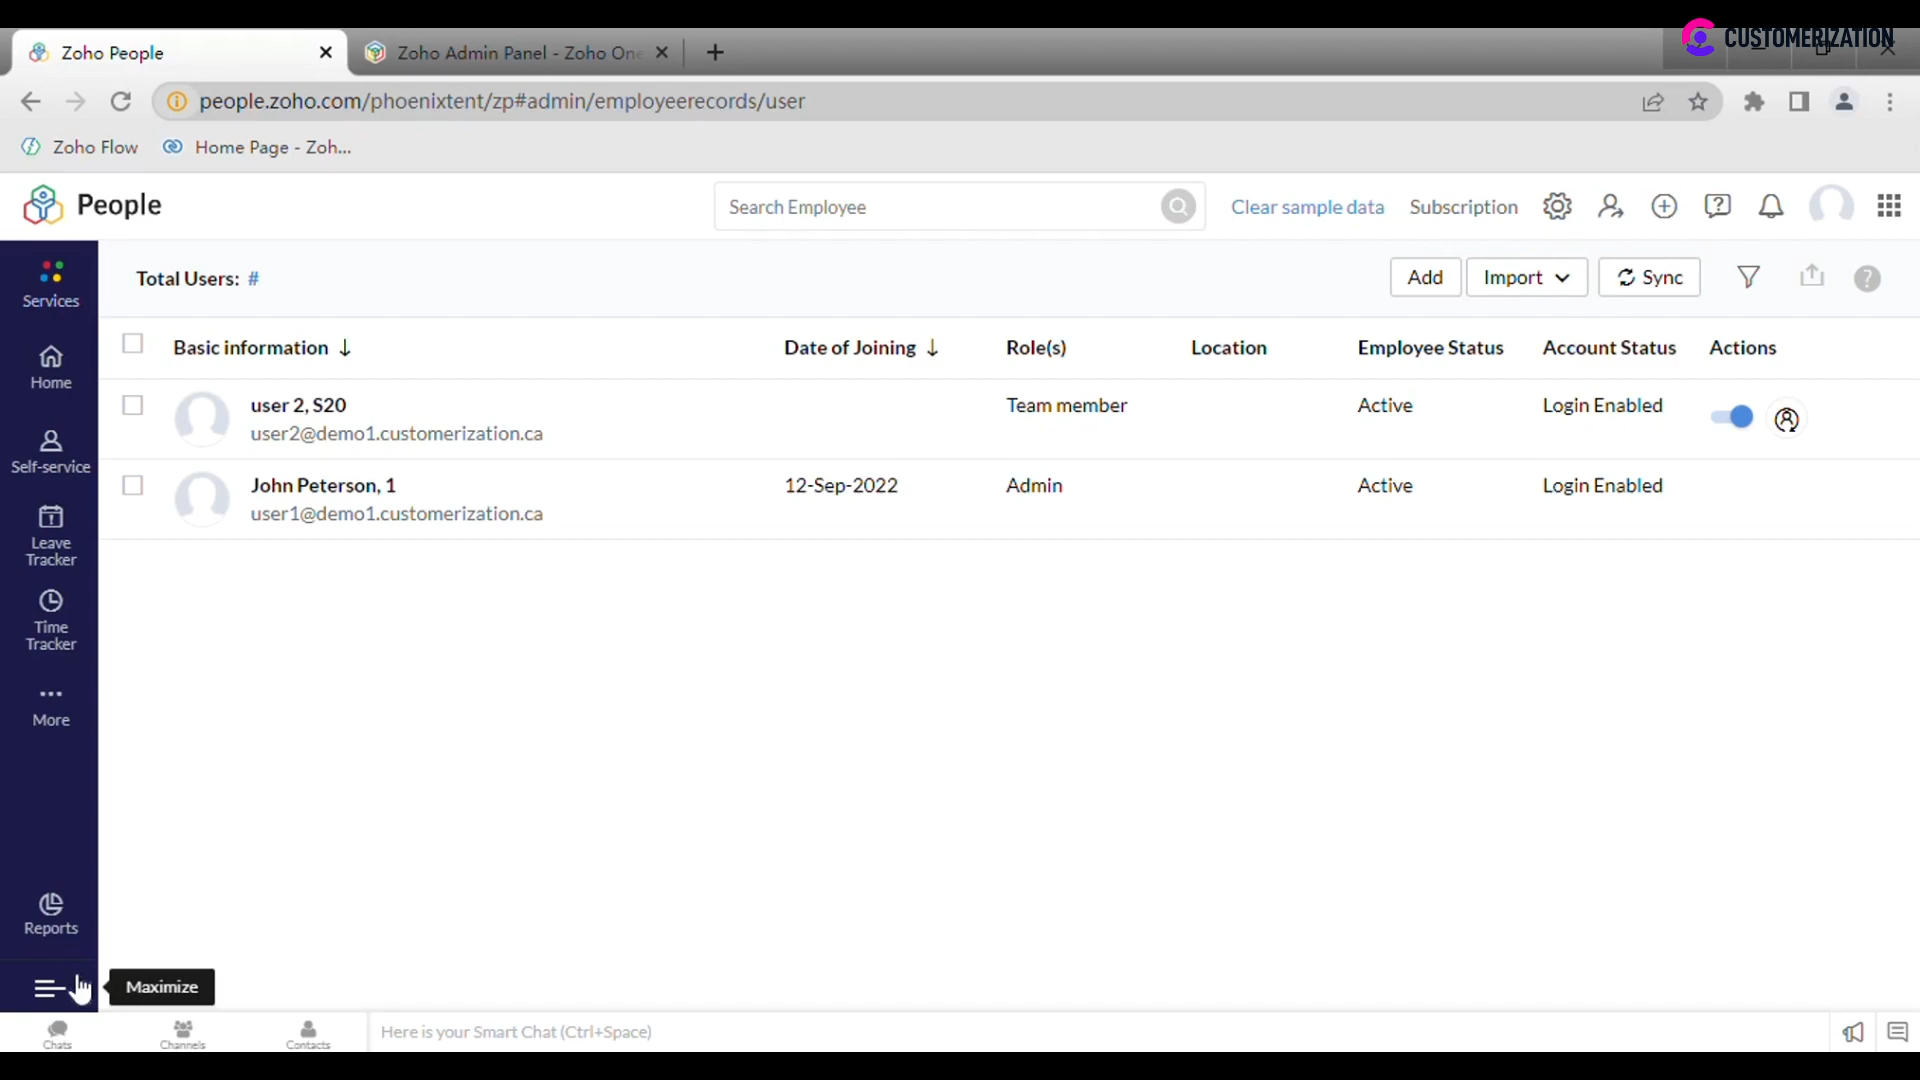 Zoho People
Zoho Admin Panel - Zoho One
CUSTOMERIZATION
people.zoho.com/phoenixtent/zp#admin/employeerecords/user
Zoho Flow
Home Page - Zoh...
People
Search Employee
Clear sample data
Subscription
Services
Total Users: #
Add
Import
Sync
Basic information ↓
Date of Joining ↓
Role(s)
Location
Employee Status
Account Status
Actions
Home
user 2, S20
Team member
Active
Login Enabled
user2@demo1.customerization.ca
Self-service
John Peterson, 1
12-Sep-2022
Admin
Active
Login Enabled
user1@demo1.customerization.ca
Leave
Tracker
Time
Tracker
More
Reports
Maximize
Chats
Channels
Contacts
Here is your Smart Chat (Ctrl+Space)